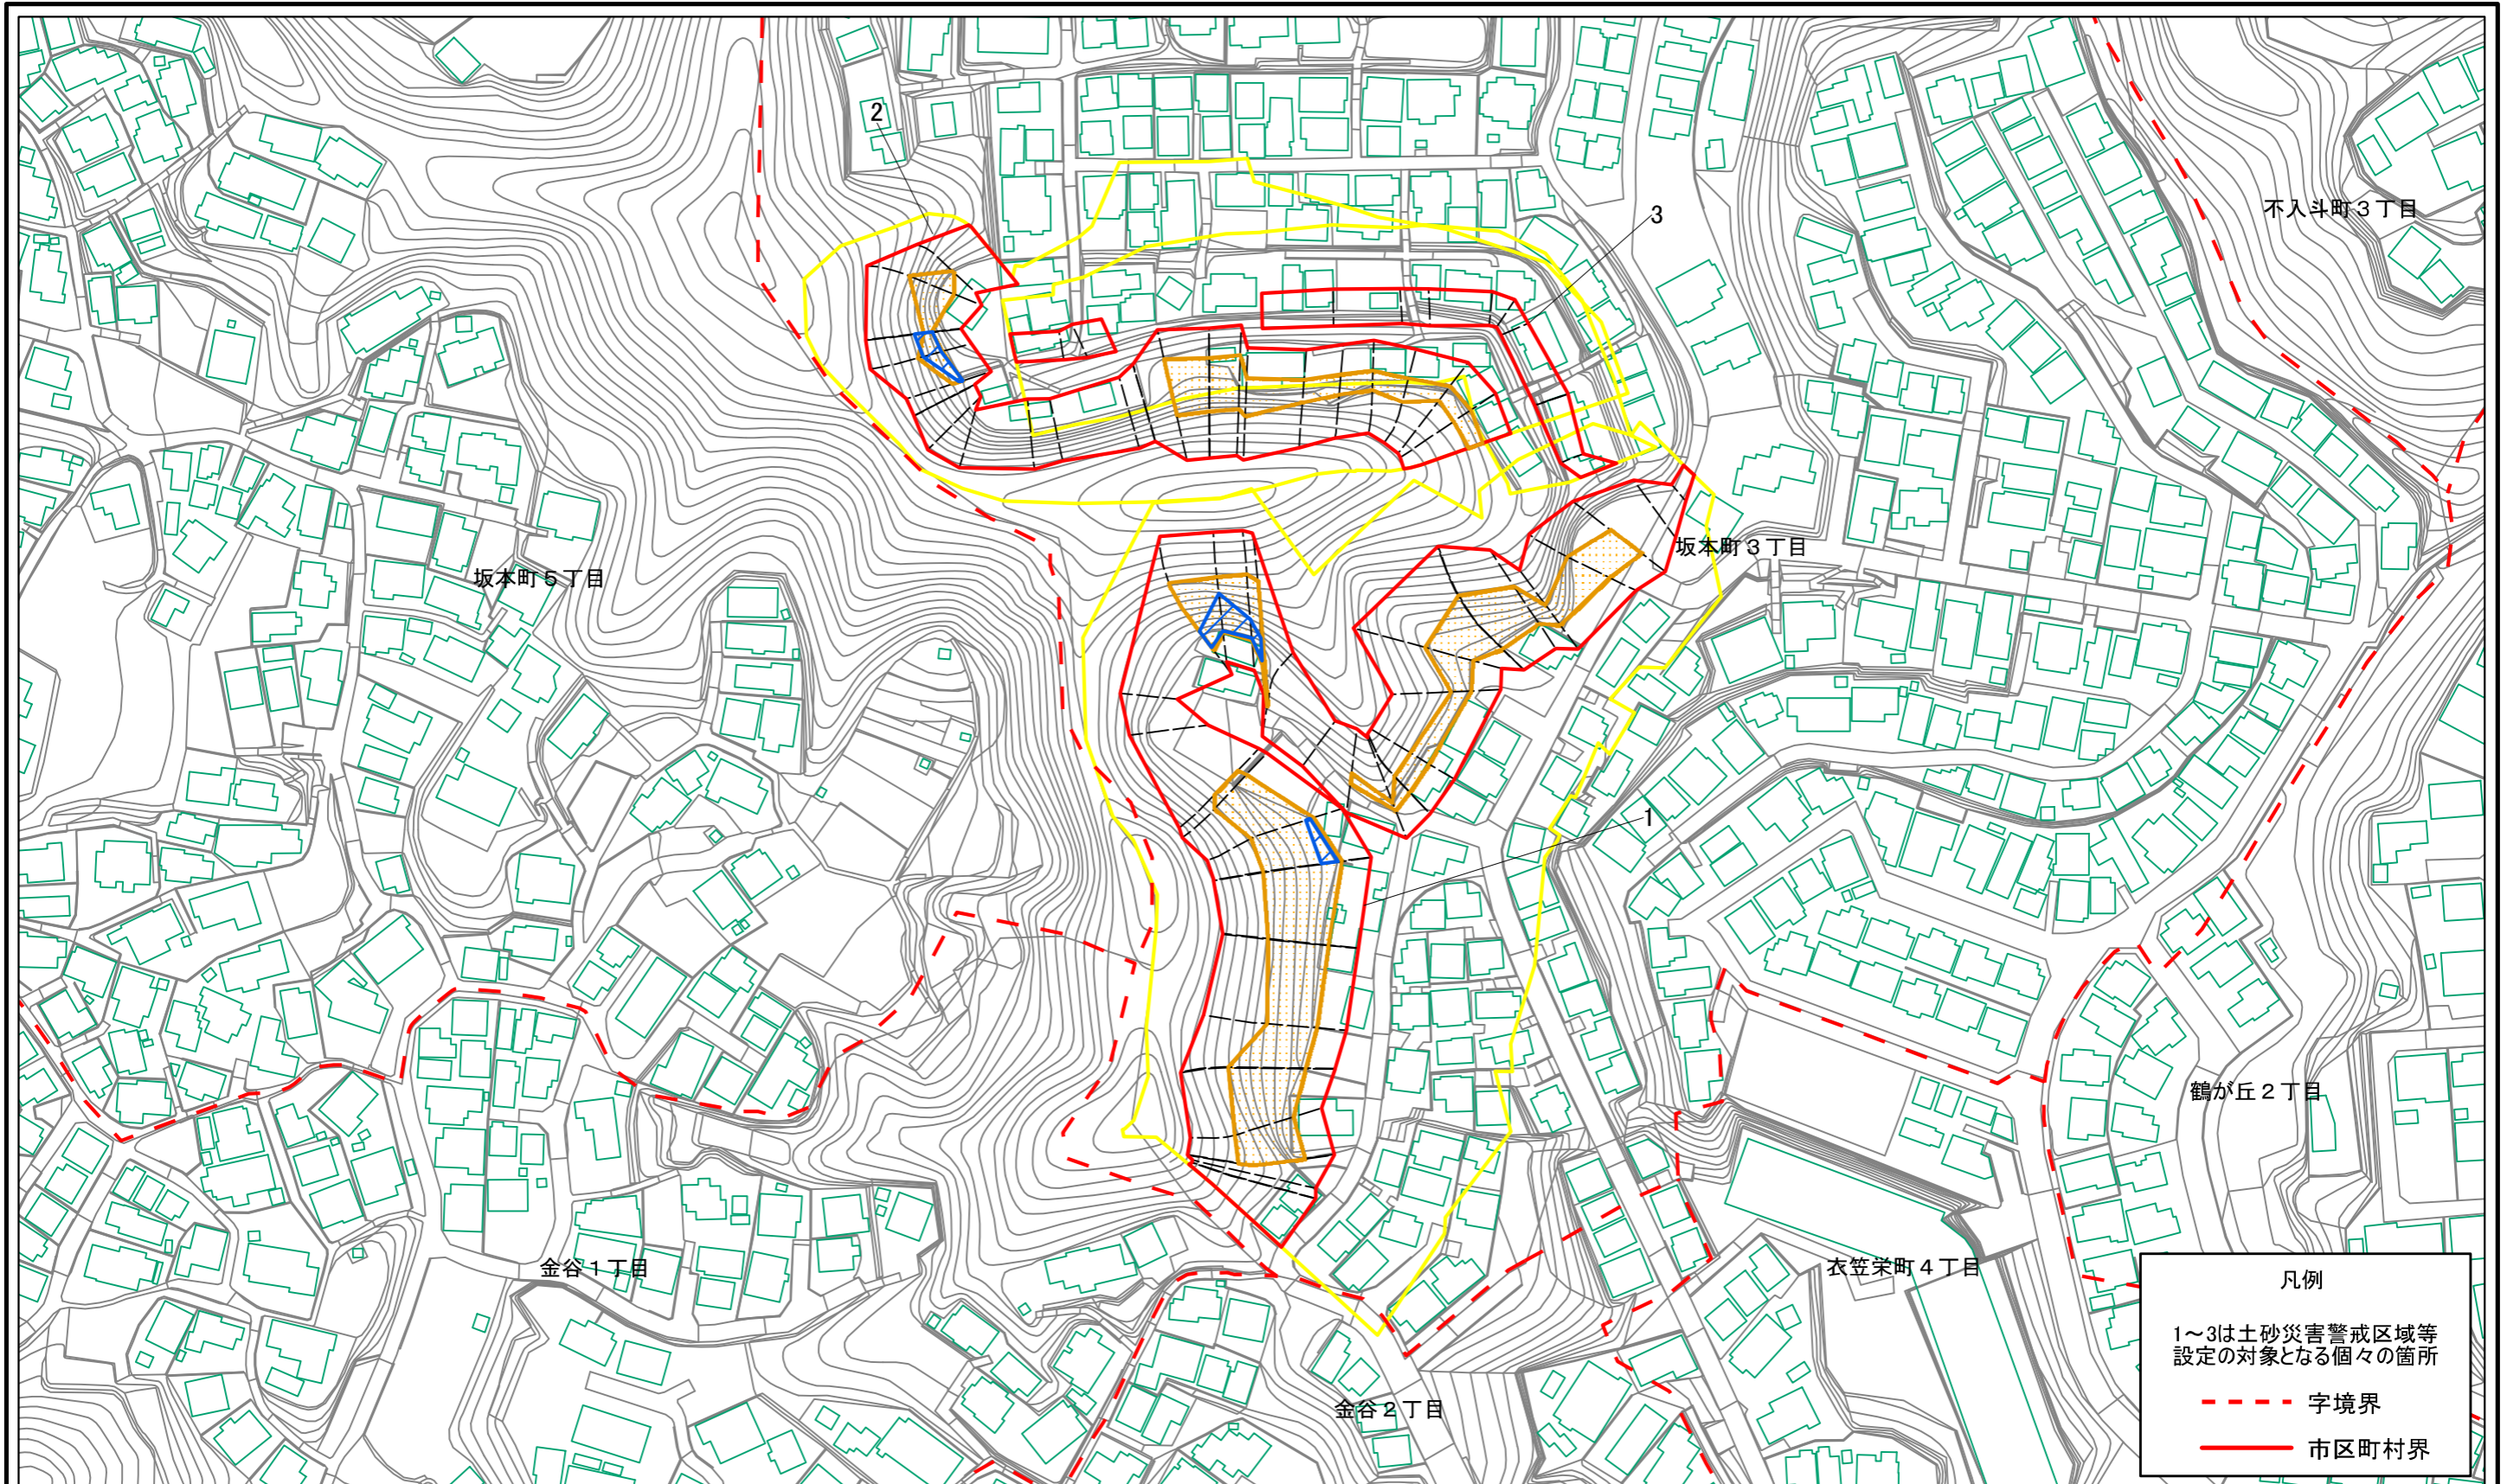 2
不入斗町３丁目
3
坂本町３丁目
坂本町５丁目
1
鶴が丘２丁目
金谷１丁目
衣笠栄町４丁目
金谷２丁目
凡例
1～3は土砂災害警戒区域等
設定の対象となる個々の箇所
字境界
市区町村界